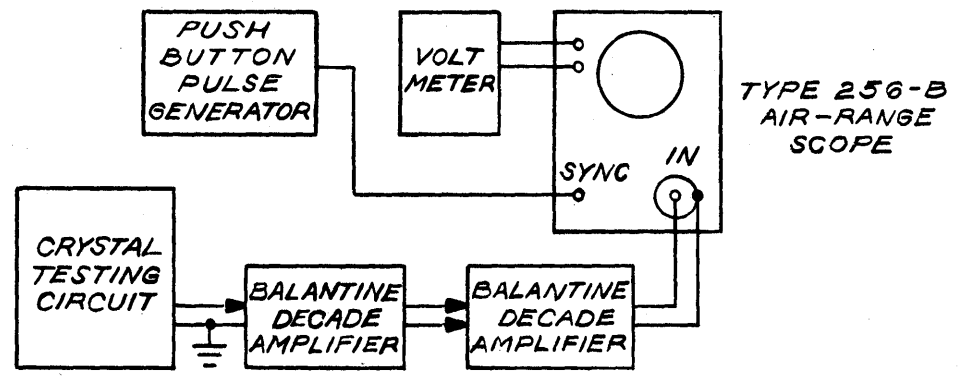 PUSH
BUTTON
PULSE
GENERATOR
VOLT
METER
TYPE 256-B
AIR-RANGE
SCOPE
SYNC
IN
CRYSTAL
TESTING
CIRCUIT
BALANTINE
DECADE
AMPLIFIER
BALANTINE
DECADE
AMPLIFIER